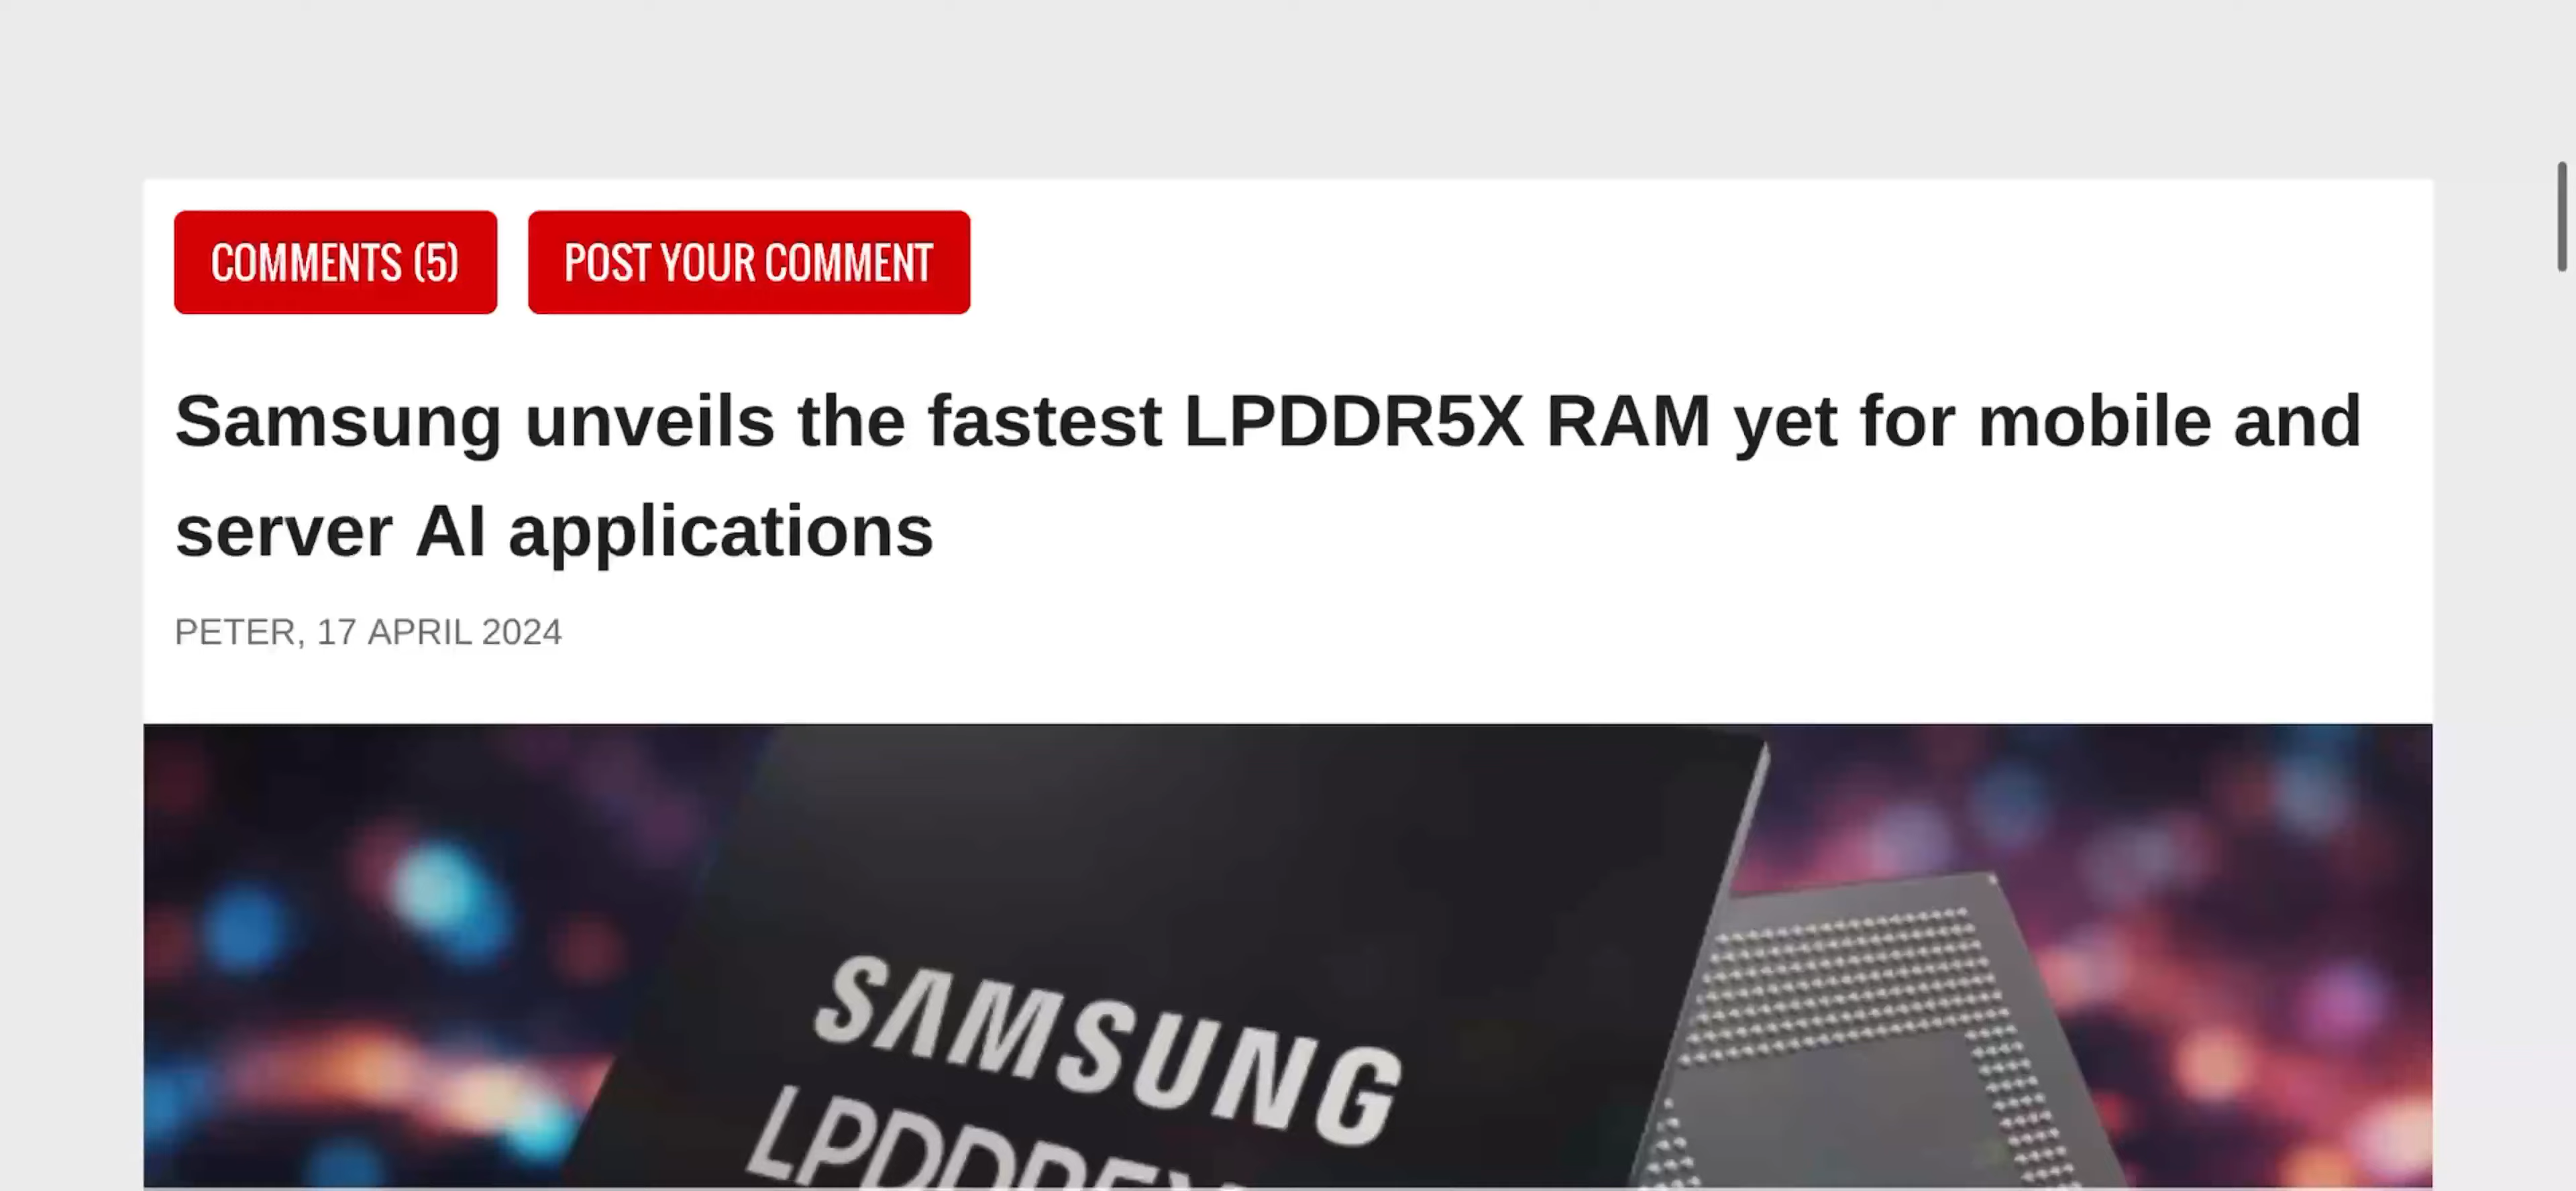 COMMENTS (5)
POST YOUR COMMENT
Samsung unveils the fastest LPDDR5X RAM yet for mobile and
server AI applications
PETER, 17 APRIL 2024
SAMSUNG
LPDDR5X